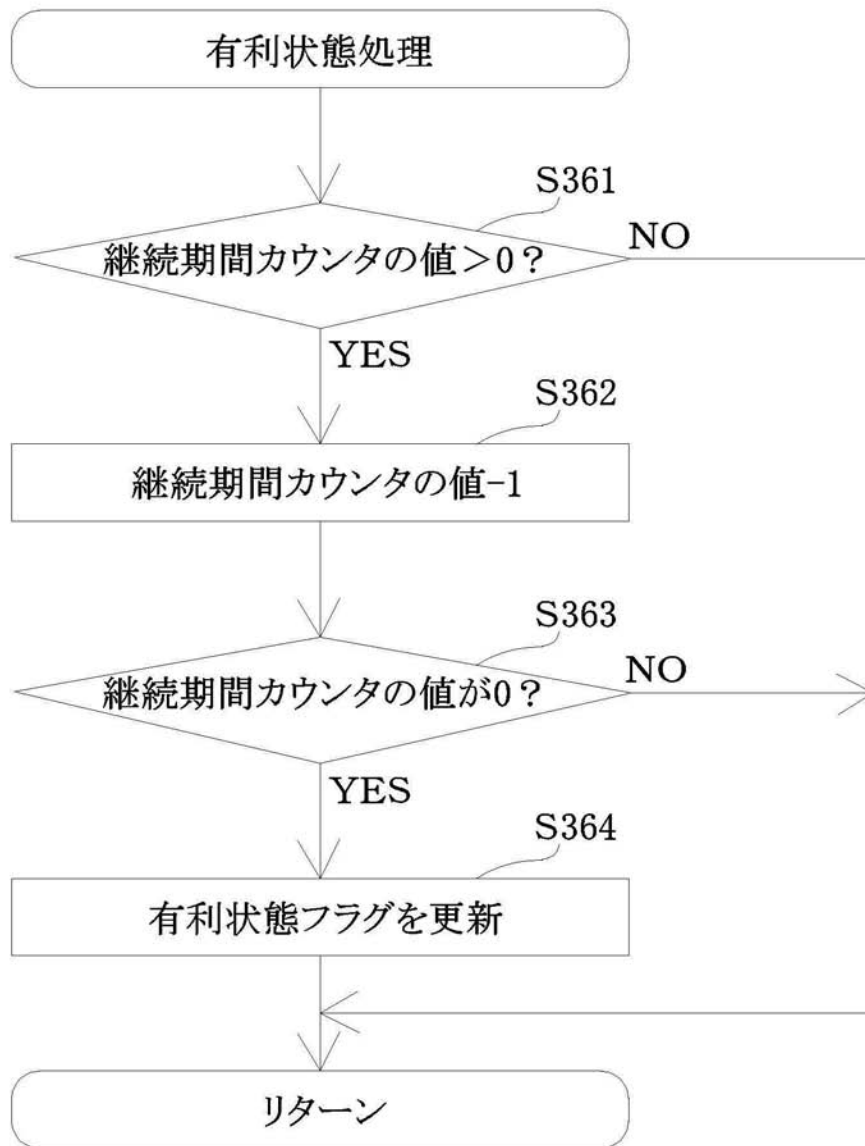 有利状態処理
S361
継続期間カウンタの値>0?
NO
YES
S362
継続期間カウンタの値-1
S363
継続期間カウンタの値が0?
NO
YES
S364
有利状態フラグを更新
リターン